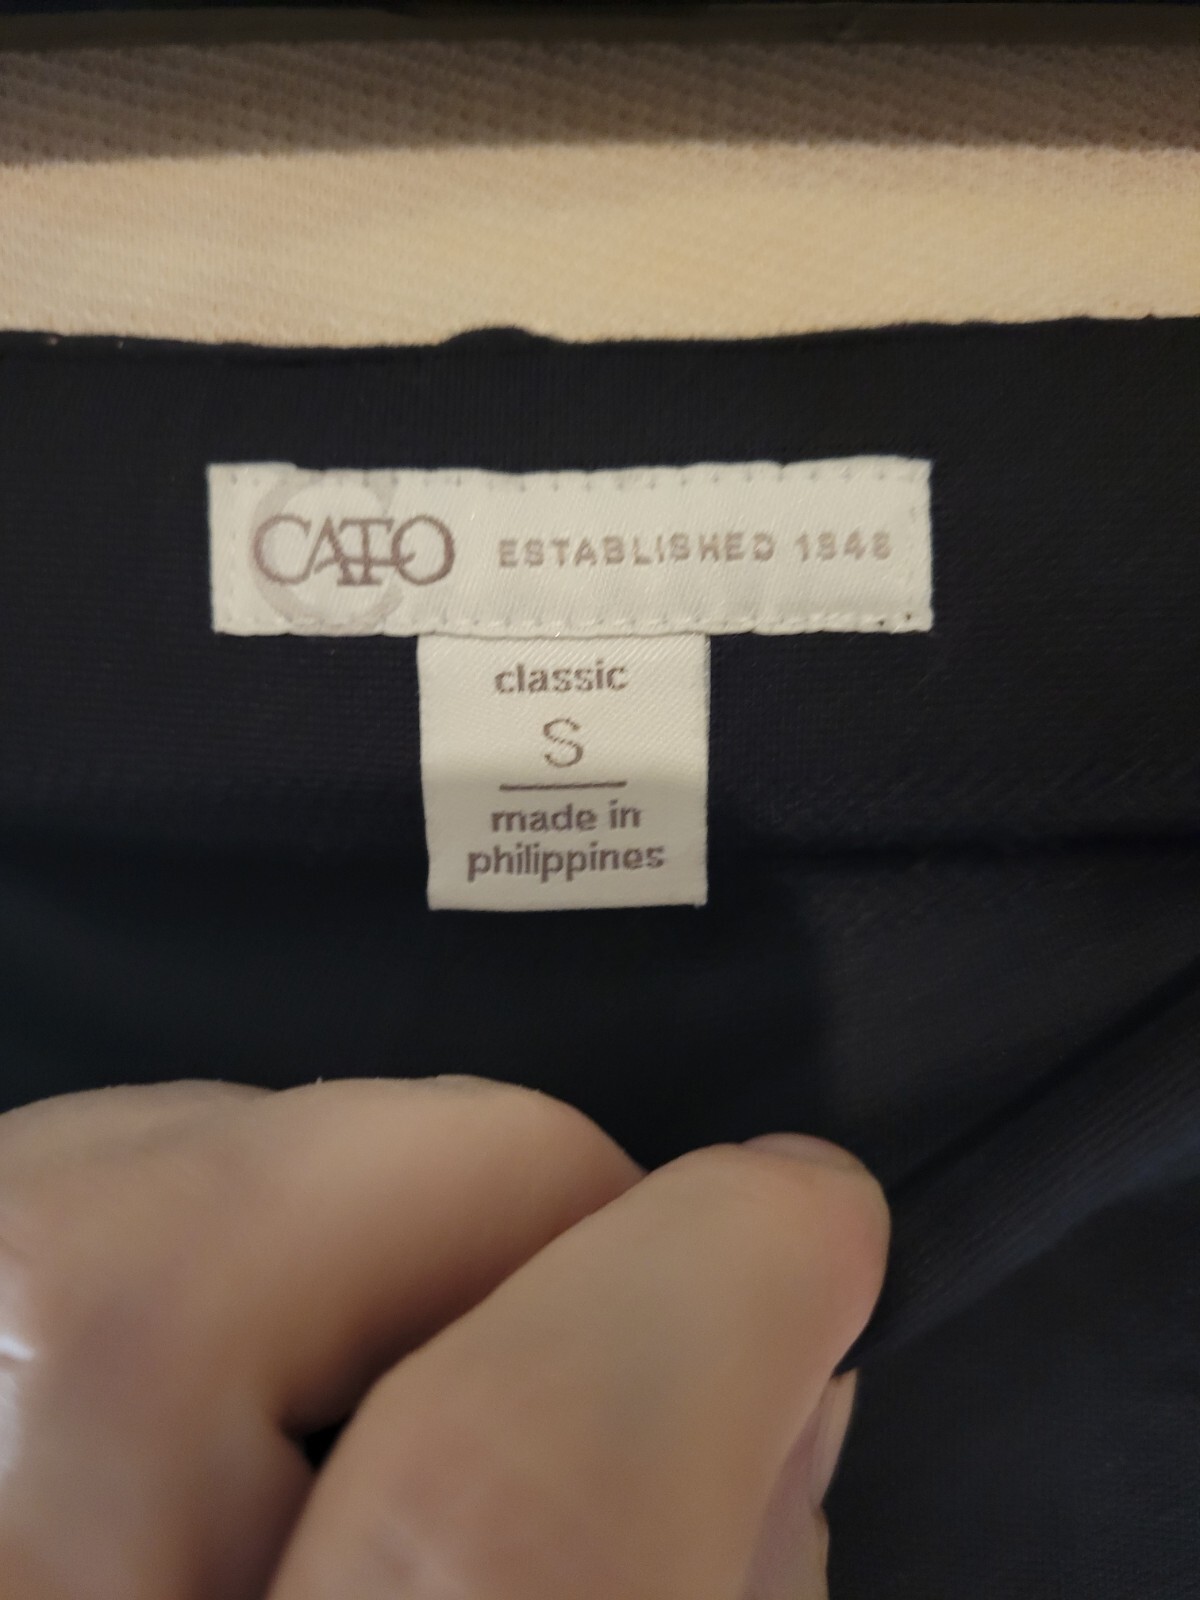 CATO ESTABLISHED 1946
classic
S
made in
philippines